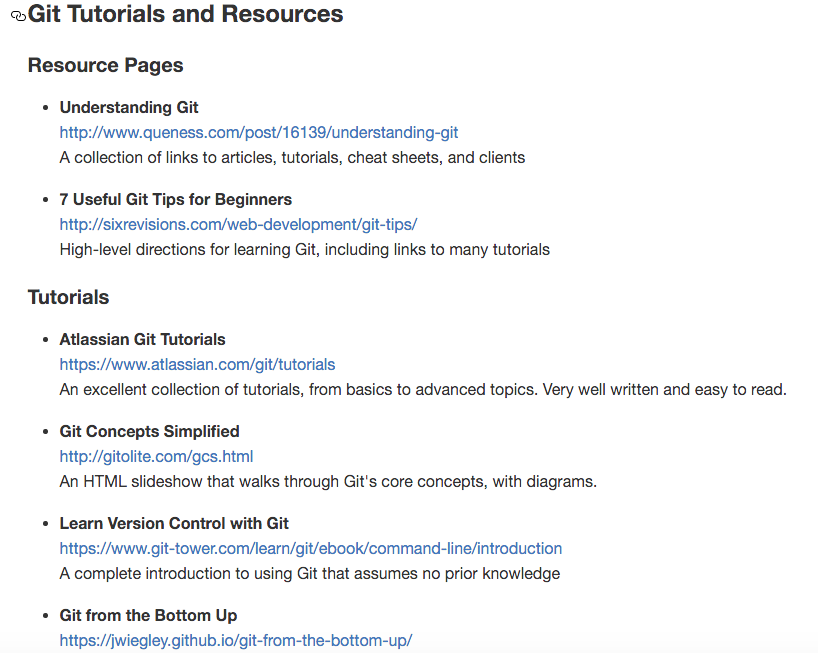 Git Tutorials and Resources
Resource Pages
• Understanding Git
http://www.queness.com/post/16139/understanding-git
A collection of links to articles, tutorials, cheat sheets, and clients
• 7 Useful Git Tips for Beginners
http://sixrevisions.com/web-development/git-tips/
High-level directions for learning Git, including links to many tutorials
Tutorials
• Atlassian Git Tutorials
https://www.atlassian.com/git/tutorials
An excellent collection of tutorials, from basics to advanced topics. Very well written and easy to read.
• Git Concepts Simplified
http://gitolite.com/gcs.html
An HTML slideshow that walks through Git's core concepts, with diagrams.
• Learn Version Control with Git
https://www.git-tower.com/learn/git/ebook/command-line/introduction
A complete introduction to using Git that assumes no prior knowledge
• Git from the Bottom Up
https://jwiegley.github.io/git-from-the-bottom-up/